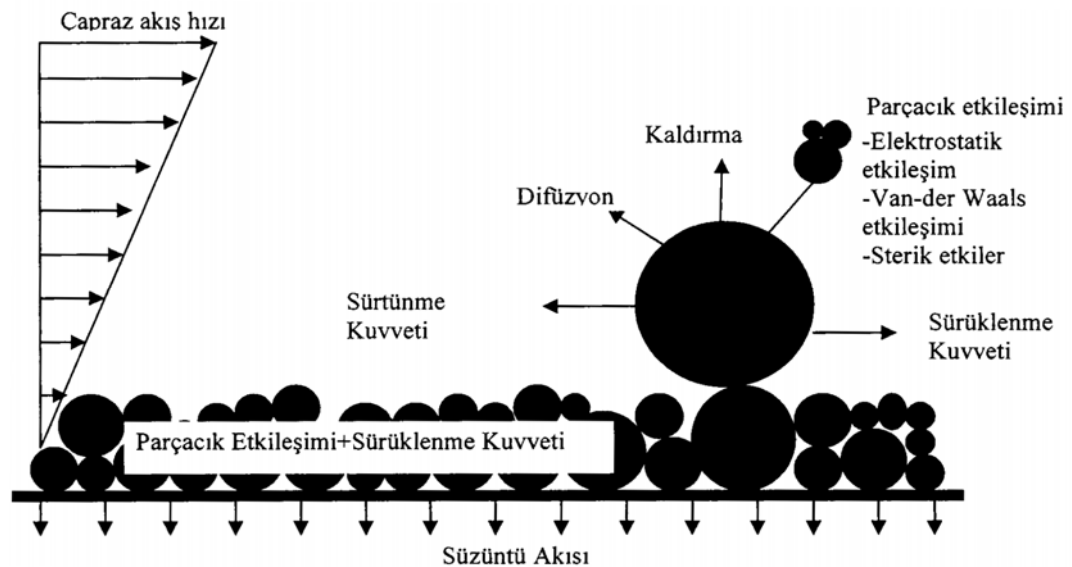 Çapraz akış hızı
Parçacık etkileşimi
-Elektrostatik
etkileşim
-Van-der Waals
etkileşimi
-Sterik etkiler
Kaldırma
Difüzyon
Sürtünme
Kuvveti
Sürüklenme
Kuvveti
Parçacık Etkileşimi+Sürüklenme Kuvveti
Süzüntü Akısı